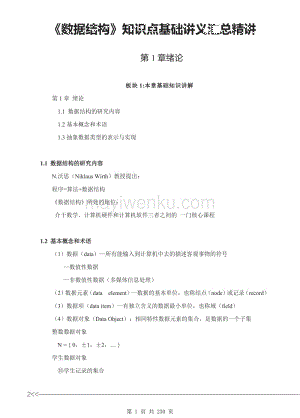 《数据结构》知识点基础讲义汇总精讲
第 1 章绪论
板块 1:本章基础知识讲解
第 1 章 绪论
1.1 数据结构的研究内容
1.2 基本概念和术语
1.3 抽象数据类型的表示与实现
1.1 数据结构的研究内容
N.沃思（Niklaus Wirth）教授提出：
程序=算法+数据结构
《数据结构》所处的地位：
介于数学、计算机硬件和计算机软件三者之间的一门核心课程
mayiwenku.com
1.2 基本概念和术语
（1）数据（data）—所有能输入到计算机中去的描述客观事物的符号
—数值性数据
—非数值性数据（多媒体信息处理）
（2）数据元素（data element）—数据的基本单位，也称结点（node）或记录（record）
（3）数据项（data item）—有独立含义的数据最小单位，也称域（field）
（4）数据对象（Data Object）：相同特性数据元素的集合，是数据的一个子集
整数数据对象
N = { 0, ±1, ±2, … }
学生数据对象
学生记录的集合
2<<
第 1 页 共 230 页